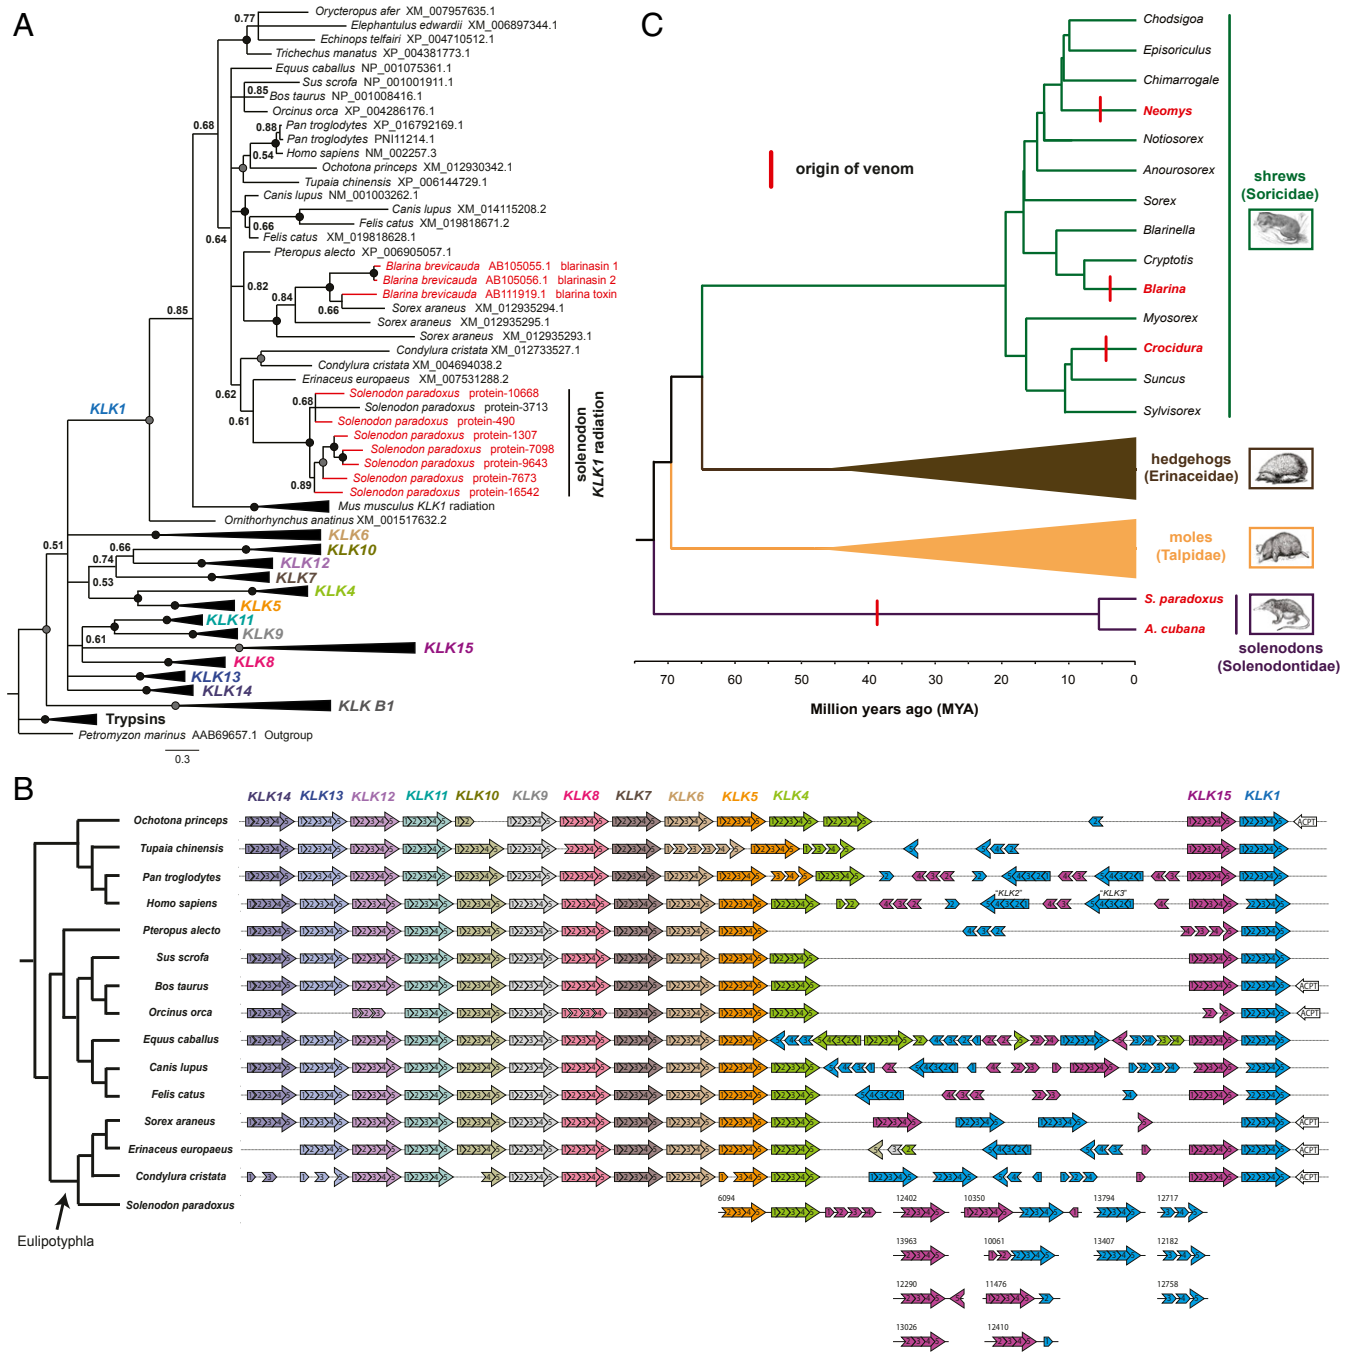 A
0.77
Orycteropus afer XM_007957635.1
Elephantulus edwardii XM_006897344.1
Echinops telfairi XP_004710512.1
Trichechus manatus XP_004381773.1
Equus caballus NP_001075361.1
Sus scrofa NP_001001911.1
0.85
Bos taurus NP_001008416.1
Orcinus orca XP_004286176.1
0.88
Pan troglodytes XP_016792169.1
0.68
Pan troglodytes PNI11214.1
0.54
Homo sapiens NM_002257.3
Ochotona princeps XM_012930342.1
Tupaia chinensis XP_006144729.1
Canis lupus NM_001003262.1
Canis lupus XM_014115208.2
0.66
Felis catus XM_019818671.2
0.64
Felis catus XM_019818628.1
Pteropus alecto XP_006905057.1
Blarina brevicauda AB105055.1 blarinasin 1
0.82
Blarina brevicauda AB105056.1 blarinasin 2
0.84
Blarina brevicauda AB111919.1 blarina toxin
0.66
Sorex araneus XM_012935294.1
0.85
Sorex araneus XM_012935295.1
Sorex araneus XM_012935293.1
Condylura cristata XM_012733527.1
Condylura cristata XM_004694038.2
Erinaceus europaeus XM_007531288.2
0.62
Solenodon paradoxus protein-10668
0.68
Solenodon paradoxus protein-3713
KLK1
0.61
Solenodon paradoxus protein-490
Solenodon paradoxus protein-1307
Solenodon paradoxus protein-7098
Solenodon paradoxus protein-9643
Solenodon paradoxus protein-7673
0.89
Solenodon paradoxus protein-16542
solenodon
KLK1 radiation
Mus musculus KLK1 radiation
Ornithorhynchus anatinus XM_001517632.2
KLK6
0.51
0.66
KLK10
0.74
KLK12
KLK7
0.53
KLK4
KLK5
KLK11
KLK9
0.61
KLK15
KLK8
KLK13
KLK14
KLK B1
Trypsins
Petromyzon marinus AAB69657.1 Outgroup
0.3
C
Chodsigoa
Episoriculus
Chimarrogale
Neomys
Notiosorex
origin of venom
Anourosorex
shrews
(Soricidae)
Sorex
Blarinella
Cryptotis
Blarina
Myosorex
Crocidura
Suncus
Sylvisorex
hedgehogs
(Erinaceidae)
moles
(Talpidae)
S. paradoxus
A. cubana
solenodons
(Solenodontidae)
70 60 50 40 30 20 10 0
Million years ago (MYA)
B
KLK14 KLK13 KLK12 KLK11 KLK10 KLK9 KLK8 KLK7 KLK6 KLK5 KLK4 KLK15 KLK1
Ochotona princeps
ACPT
Tupaia chinensis
Pan troglodytes
"KLK2" "KLK3"
Homo sapiens
Pteropus alecto
Sus scrofa
Bos taurus
ACPT
Orcinus orca
ACPT
Equus caballus
Canis lupus
Felis catus
Sorex araneus
ACPT
Erinaceus europaeus
ACPT
Condylura cristata
ACPT
Solenodon paradoxus
6094 12402 10350 13794 12717
Eulipotyphla
13963 10061 13407 12182
12290 11476 12758
13026 12410